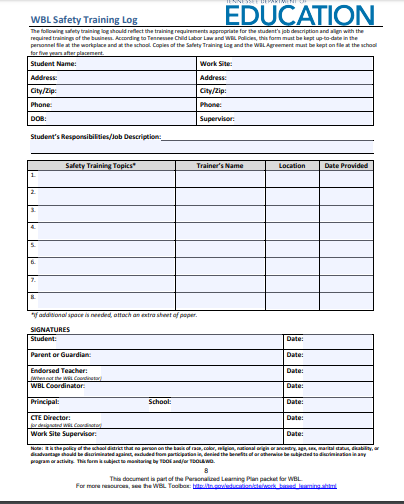 TENNESSEE DEPARTMENT OF
EDUCATION
WBL Safety Training Log
The following safety training log should reflect the training requirements appropriate for the student's job description and align with the
required trainings of the business. According to Tennessee Child Labor Law and WBL Policies, this form must be kept up-to-date in the
personnel file at the workplace and at the school. Copies of the Safety Training Log and the WBL Agreement must be kept on file at the school
for five years after placement.
Student Name: Work Site:
Address: Address:
City/Zip: City/Zip:
Phone: Phone:
DOB: Supervisor:
Student's Responsibilities/Job Description:
Safety Training Topics* Trainer's Name Location Date Provided
1.
2.
3.
4.
5.
6.
7.
8.
*If additional space is needed, attach an extra sheet of paper.
SIGNATURES
Student: Date:
Parent or Guardian: Date:
Endorsed Teacher: Date:
(When not the WBL Coordinator)
WBL Coordinator: Date:
Principal: School: Date:
CTE Director: Date:
(or designated WBL Coordinator)
Work Site Supervisor: Date:
Note: It is the policy of the school district that no person on the basis of race, color, religion, national origin or ancestry, age, sex, marital status, disability, or
disadvantage should be discriminated against, excluded from participation in, denied the benefits of or otherwise be subjected to discrimination in any
program or activity. This form is subject to monitoring by TDOE and/or TDOL&WD.
8
This document is part of the Personalized Learning Plan packet for WBL.
For more resources, see the WBL Toolbox: http://tn.gov/education/cte/work_based_learning.shtml